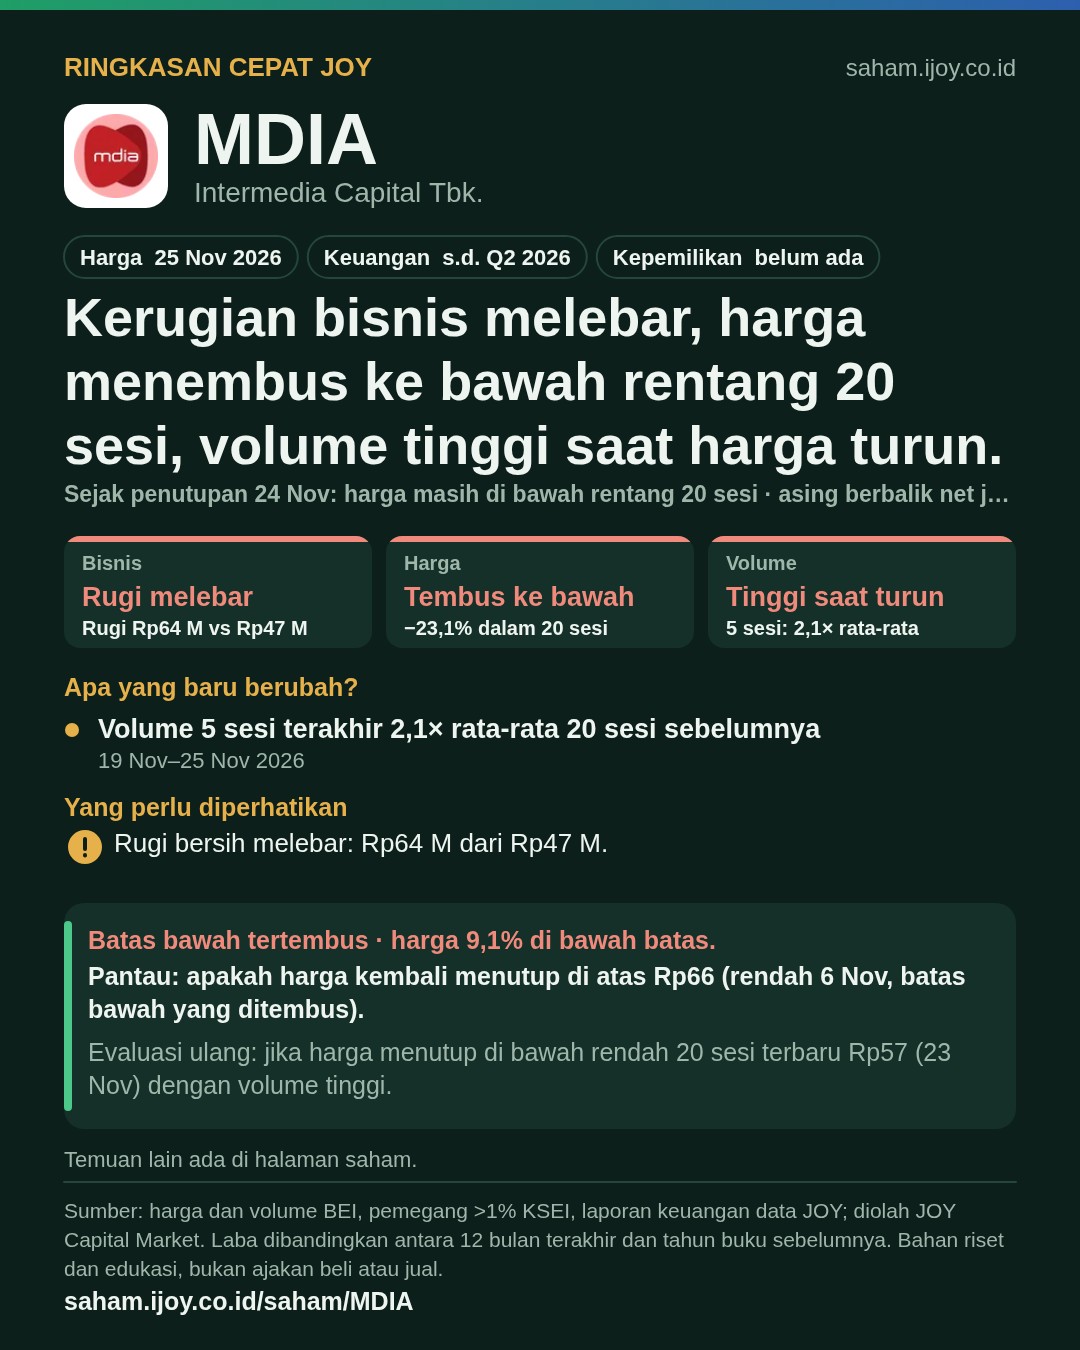 RINGKASAN CEPAT JOY
saham.ijoy.co.id
mdia
MDIA
Intermedia Capital Tbk.
Harga 25 Nov 2026
Keuangan s.d. Q2 2026
Kepemilikan belum ada
Kerugian bisnis melebar, harga
menembus ke bawah rentang 20
sesi, volume tinggi saat harga turun.
Sejak penutupan 24 Nov: harga masih di bawah rentang 20 sesi · asing berbalik net j…
Bisnis
Rugi melebar
Rugi Rp64 M vs Rp47 M
Harga
Tembus ke bawah
−23,1% dalam 20 sesi
Volume
Tinggi saat turun
5 sesi: 2,1× rata-rata
Apa yang baru berubah?
Volume 5 sesi terakhir 2,1× rata-rata 20 sesi sebelumnya
19 Nov–25 Nov 2026
Yang perlu diperhatikan
Rugi bersih melebar: Rp64 M dari Rp47 M.
Batas bawah tertembus · harga 9,1% di bawah batas.
Pantau: apakah harga kembali menutup di atas Rp66 (rendah 6 Nov, batas
bawah yang ditembus).
Evaluasi ulang: jika harga menutup di bawah rendah 20 sesi terbaru Rp57 (23
Nov) dengan volume tinggi.
Temuan lain ada di halaman saham.
Sumber: harga dan volume BEI, pemegang >1% KSEI, laporan keuangan data JOY; diolah JOY
Capital Market. Laba dibandingkan antara 12 bulan terakhir dan tahun buku sebelumnya. Bahan riset
dan edukasi, bukan ajakan beli atau jual.
saham.ijoy.co.id/saham/MDIA